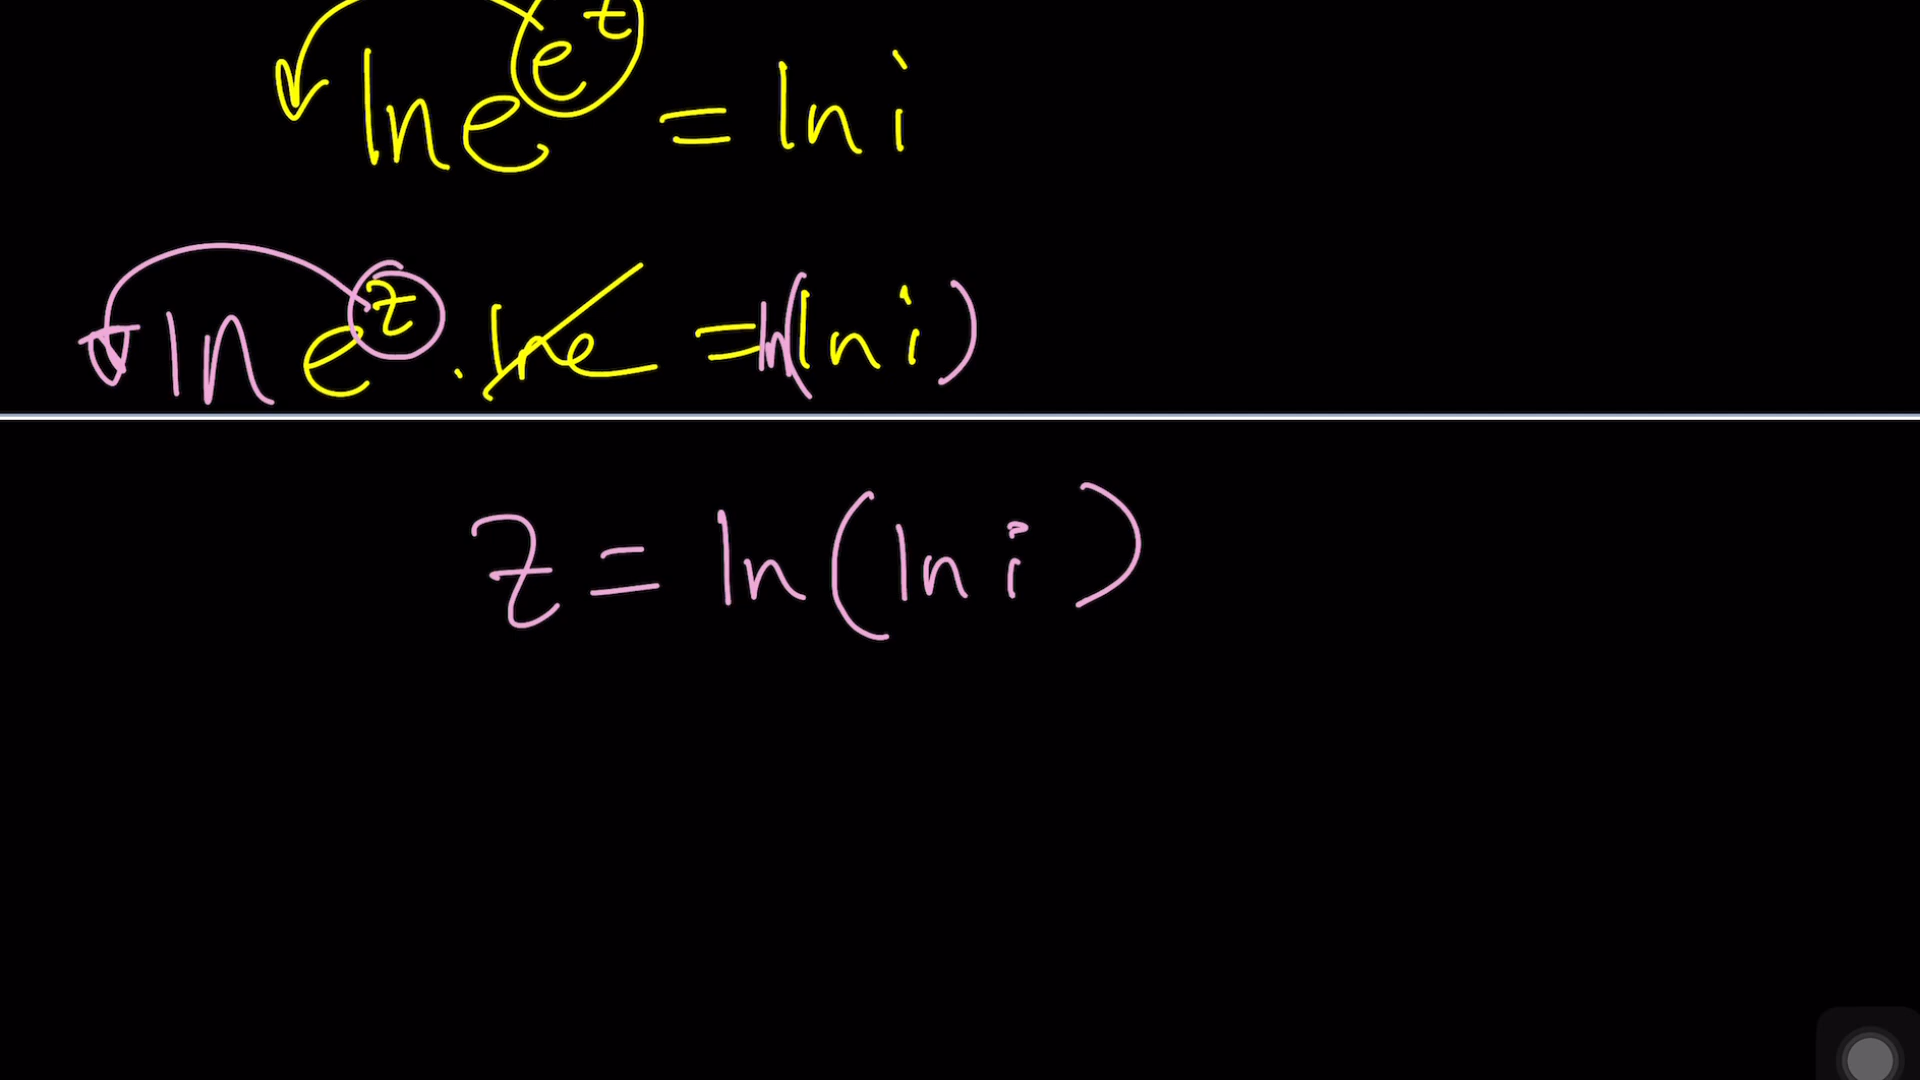 ln e^{e^z} = ln i
ln e^z · ln e = ln(ln i)
z = ln(ln i)